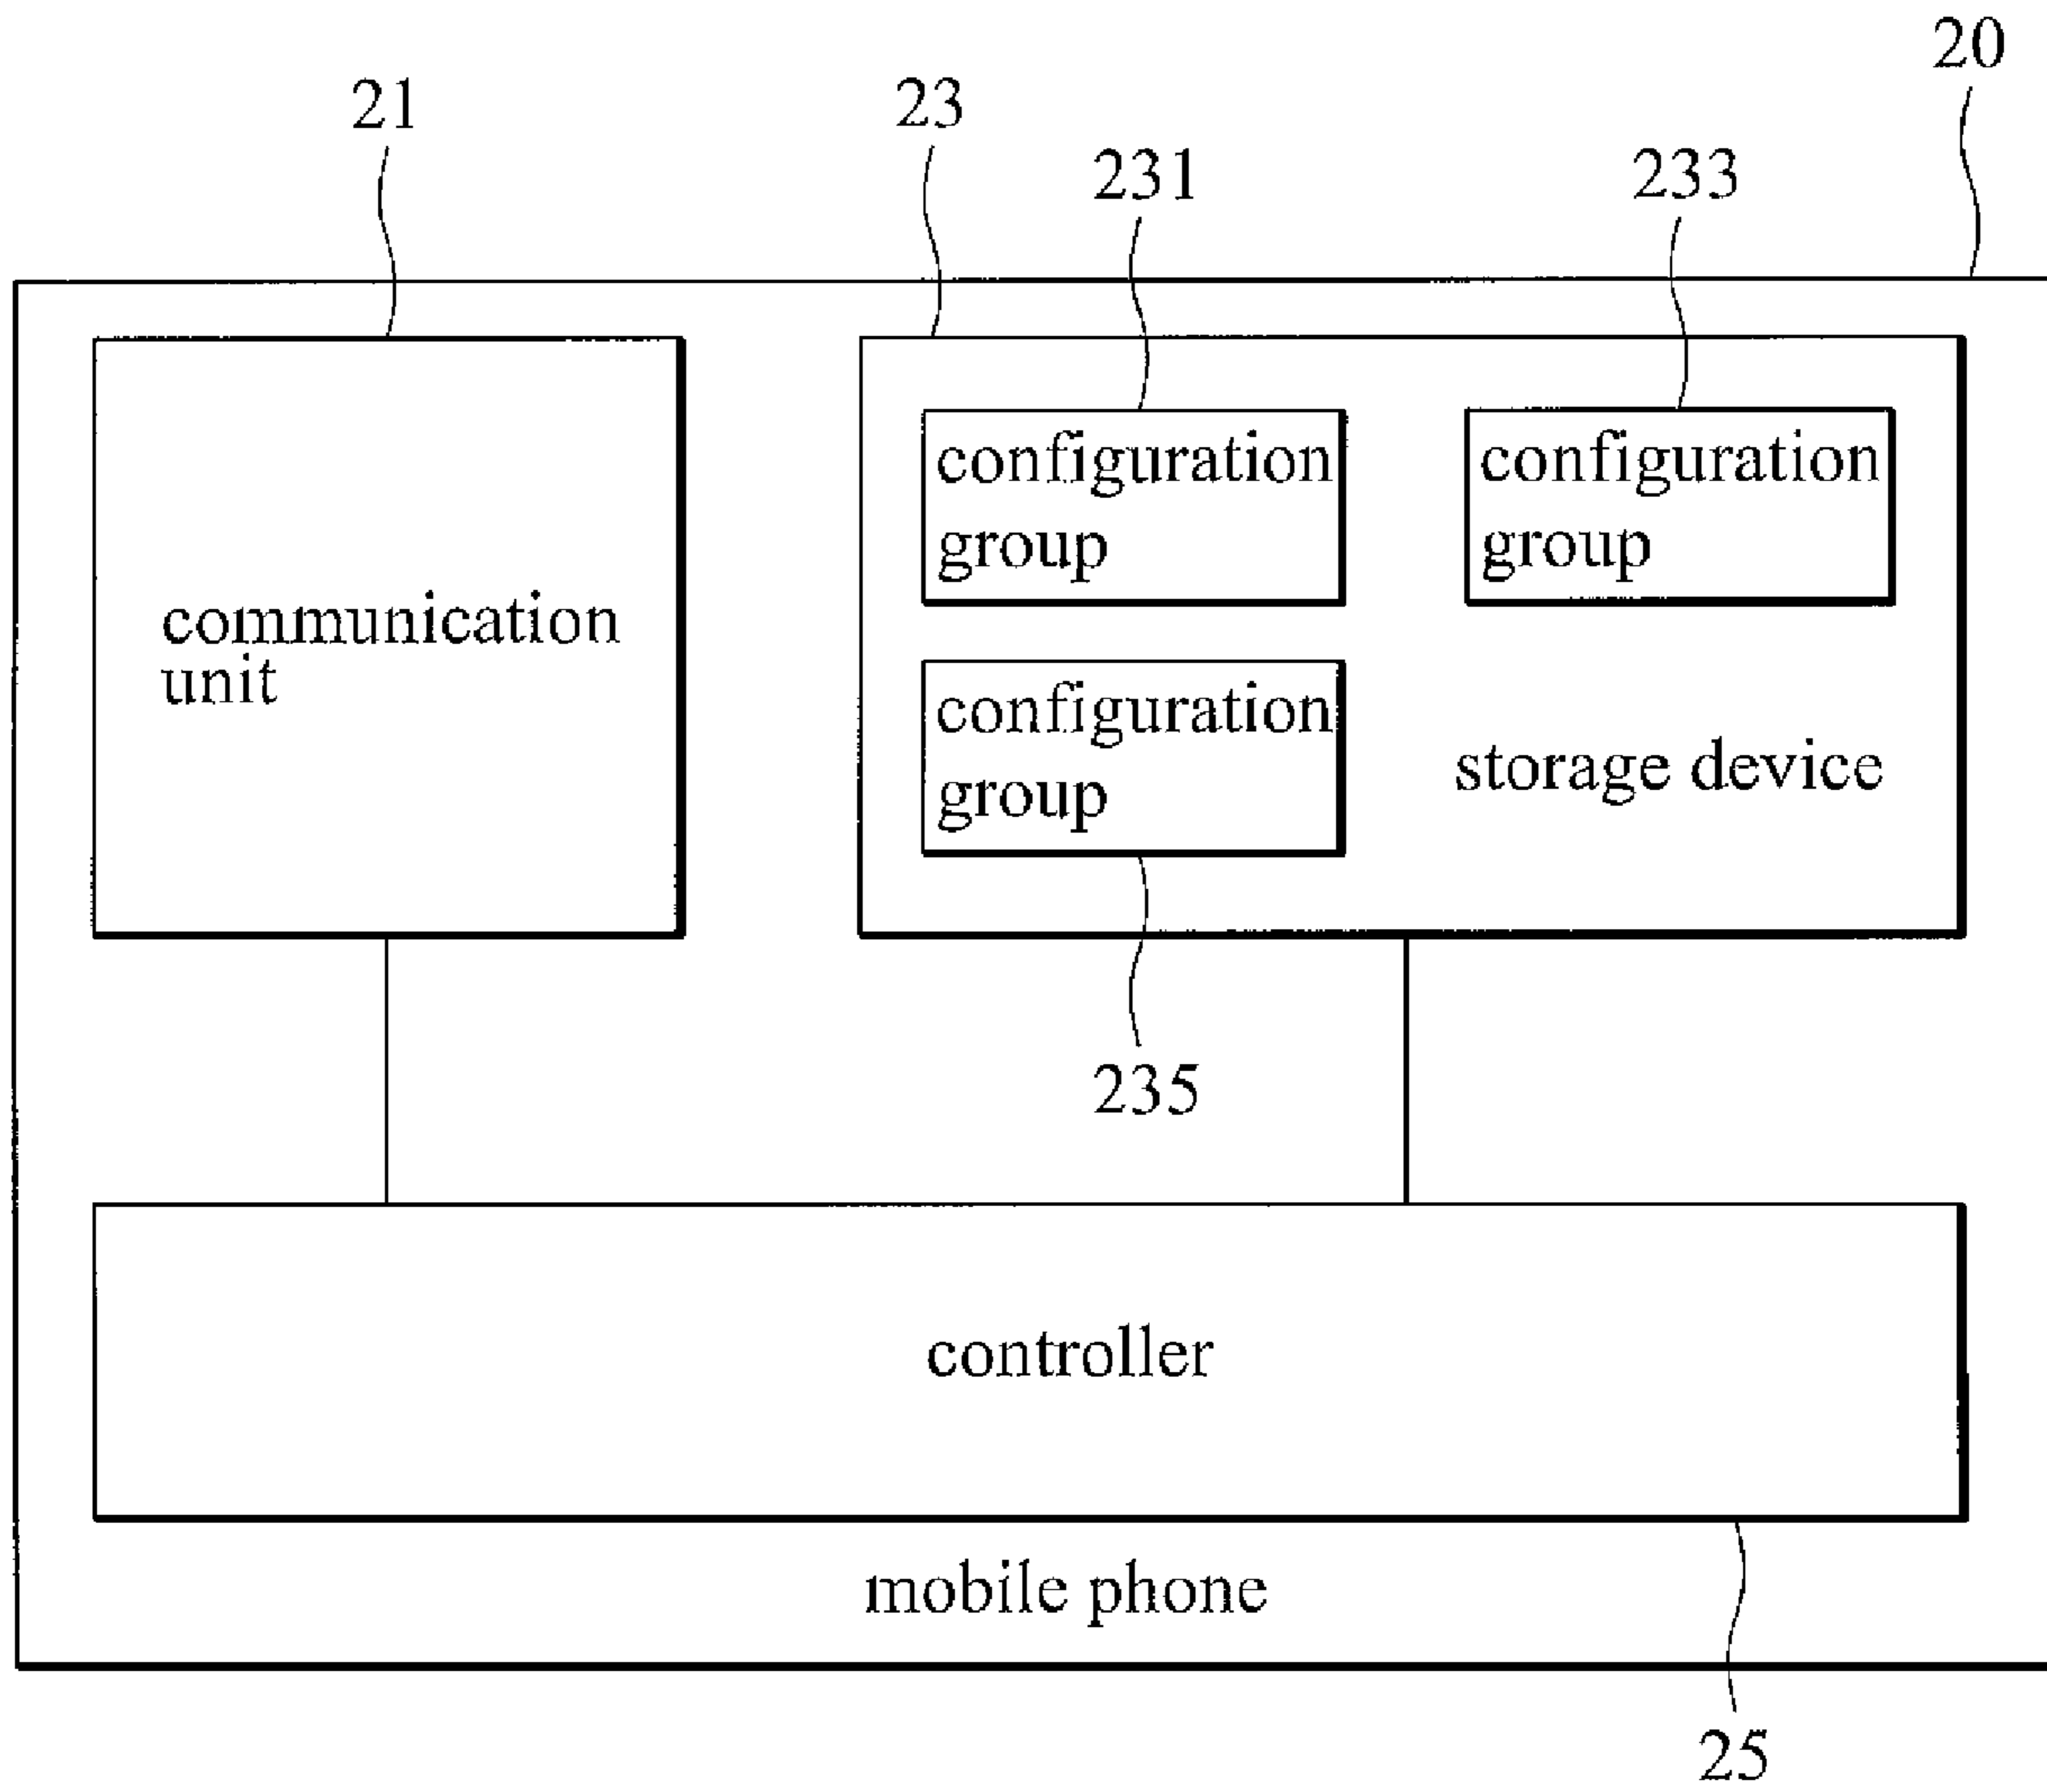 20
21
23
231
233
configuration
group
configuration
group
communication
unit
configuration
group
storage device
235
controller
mobile phone
25